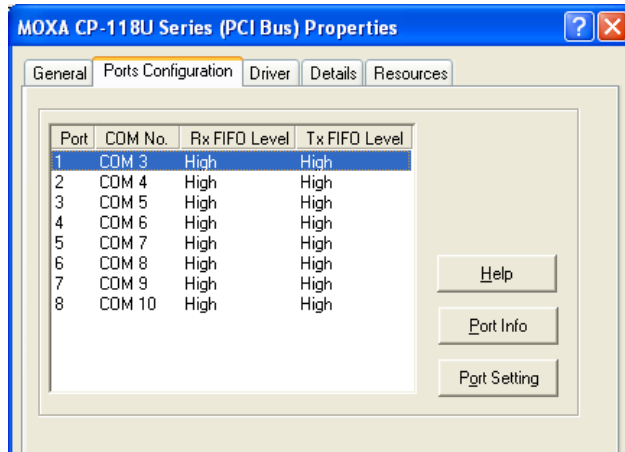 MOXA CP-118U Series (PCI Bus) Properties
General Ports Configuration Driver Details Resources
Port COM No. Rx FIFO Level Tx FIFO Level
1 COM 3 High High
2 COM 4 High High
3 COM 5 High High
4 COM 6 High High
5 COM 7 High High
6 COM 8 High High
7 COM 9 High High
8 COM 10 High High
Help
Port Info
Port Setting